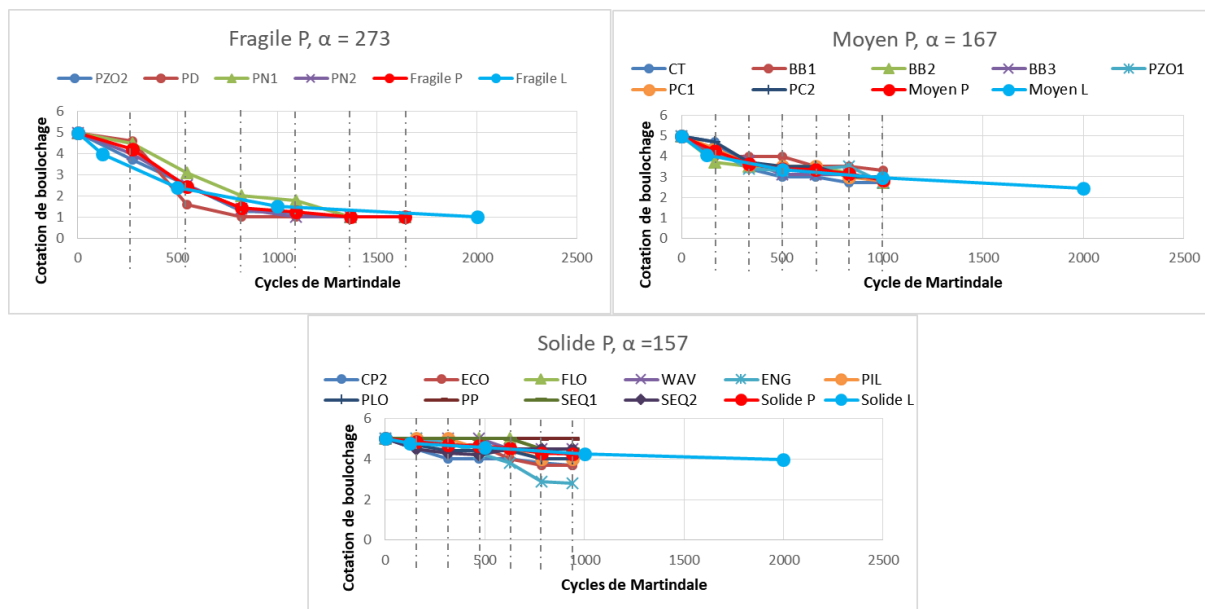 Fragile P, α = 273
PZO2 PD PN1 PN2 Fragile P Fragile L
Cotation de boulochage
6
5
4
3
2
1
0
0 500 1000 1500 2000 2500
Cycles de Martindale
Moyen P, α = 167
CT BB1 BB2 BB3 PZO1
PC1 PC2 Moyen P Moyen L
Cotation de boulochage
6
5
4
3
2
1
0
0 500 1000 1500 2000 2500
Cycle de Martindale
Solide P, α =157
CP2 ECO FLO WAV ENG PIL
PLO PP SEQ1 SEQ2 Solide P Solide L
Cotation de boulochage
6
4
2
0
0 500 1000 1500 2000 2500
Cycles de Martindale